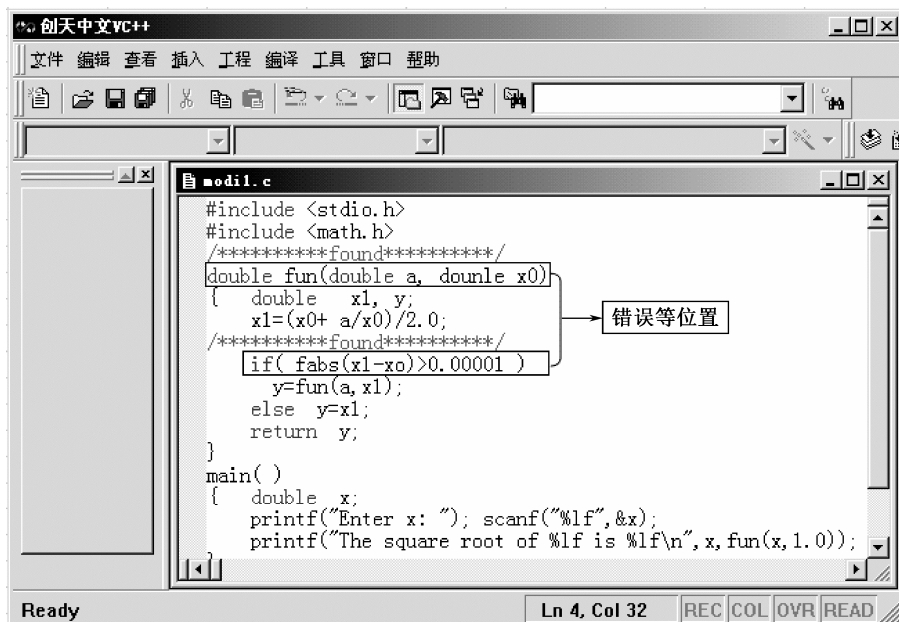 创天中文VC++
文件 编辑 查看 插入 工程 编译 工具 窗口 帮助
modi1.c
#include <stdio.h>
#include <math.h>
/**********found**********/
double fun(double a, dounle x0)
{ double x1, y;
x1=(x0+ a/x0)/2.0;
错误等位置
/**********found**********/
if( fabs(x1-xo)>0.00001 )
y=fun(a,x1);
else y=x1;
return y;
}
main( )
{ double x;
printf("Enter x: "); scanf("%lf",&x);
printf("The square root of %lf is %lf\n",x,fun(x,1.0));
}
Ready
Ln 4, Col 32 REC COL OVR READ